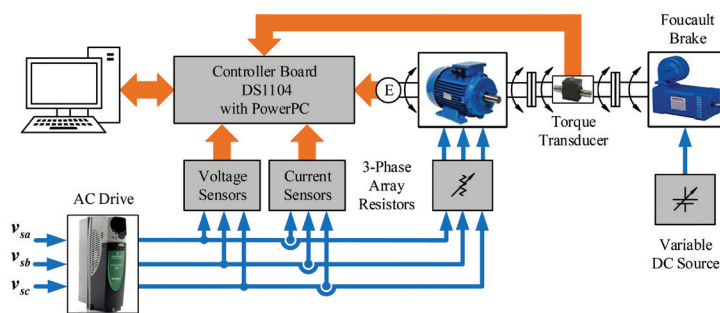 Foucault
Brake
Controller Board
DS1104
with PowerPC
E
Torque
Transducer
Voltage
Sensors
Current
Sensors
3-Phase
Array
Resistors
AC Drive
v_sa
v_sb
v_sc
Variable
DC Source